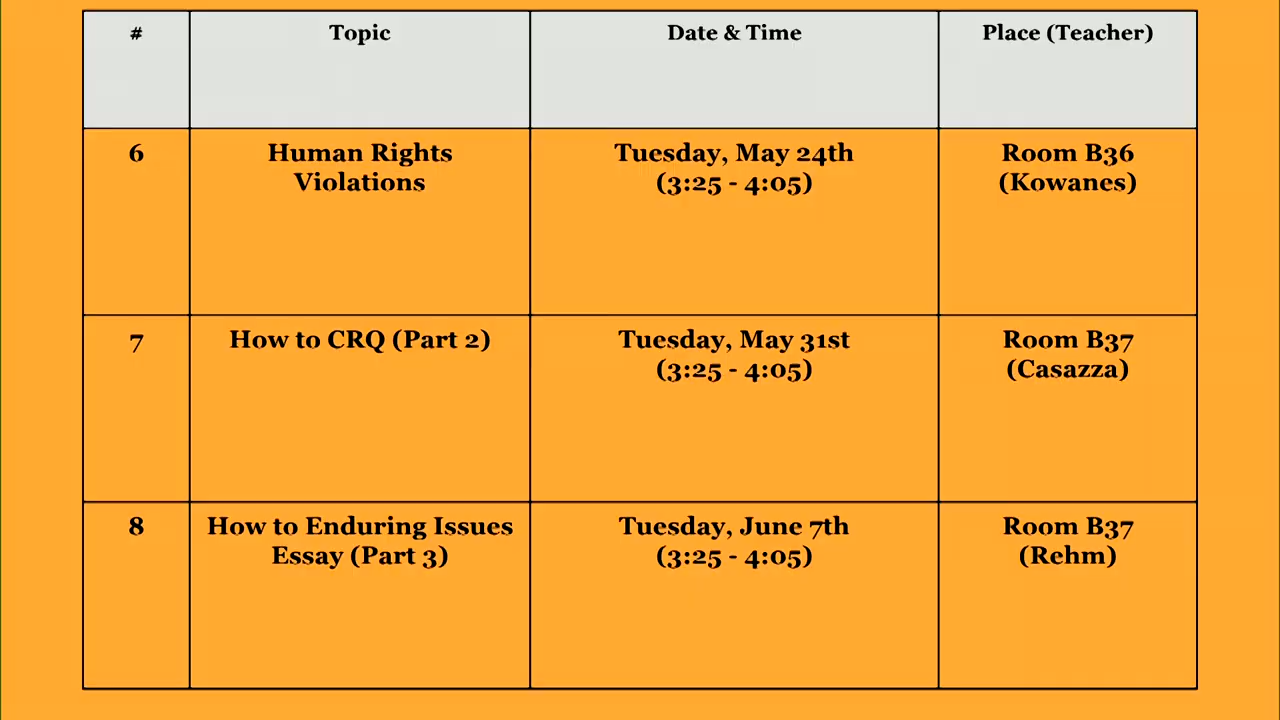 #
Topic
Date & Time
Place (Teacher)
6
Human Rights
Violations
Tuesday, May 24th
(3:25 - 4:05)
Room B36
(Kowanes)
7
How to CRQ (Part 2)
Tuesday, May 31st
(3:25 - 4:05)
Room B37
(Casazza)
8
How to Enduring Issues
Essay (Part 3)
Tuesday, June 7th
(3:25 - 4:05)
Room B37
(Rehm)